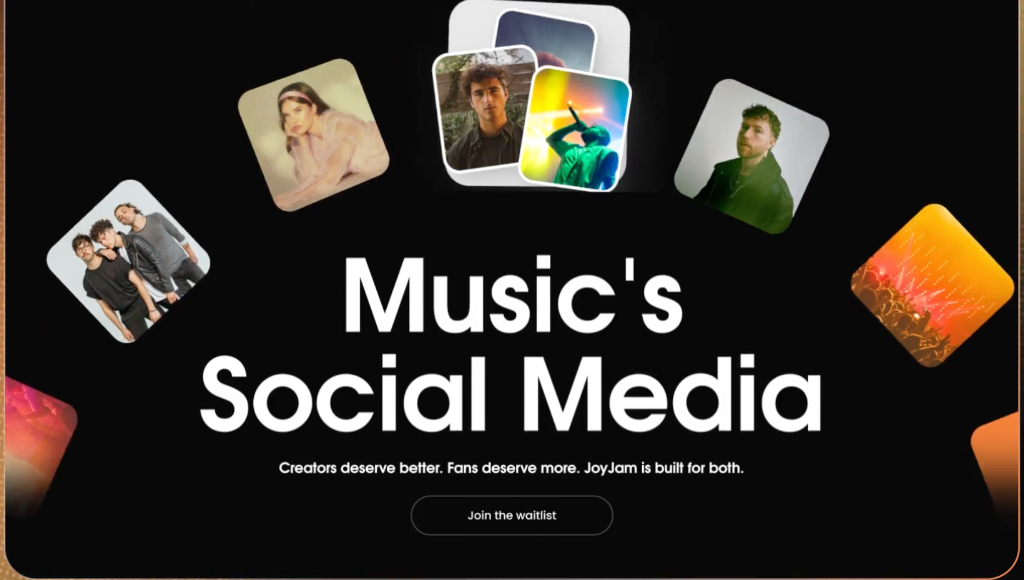 Music's
Social Media
Creators deserve better. Fans deserve more. JoyJam is built for both.
Join the waitlist